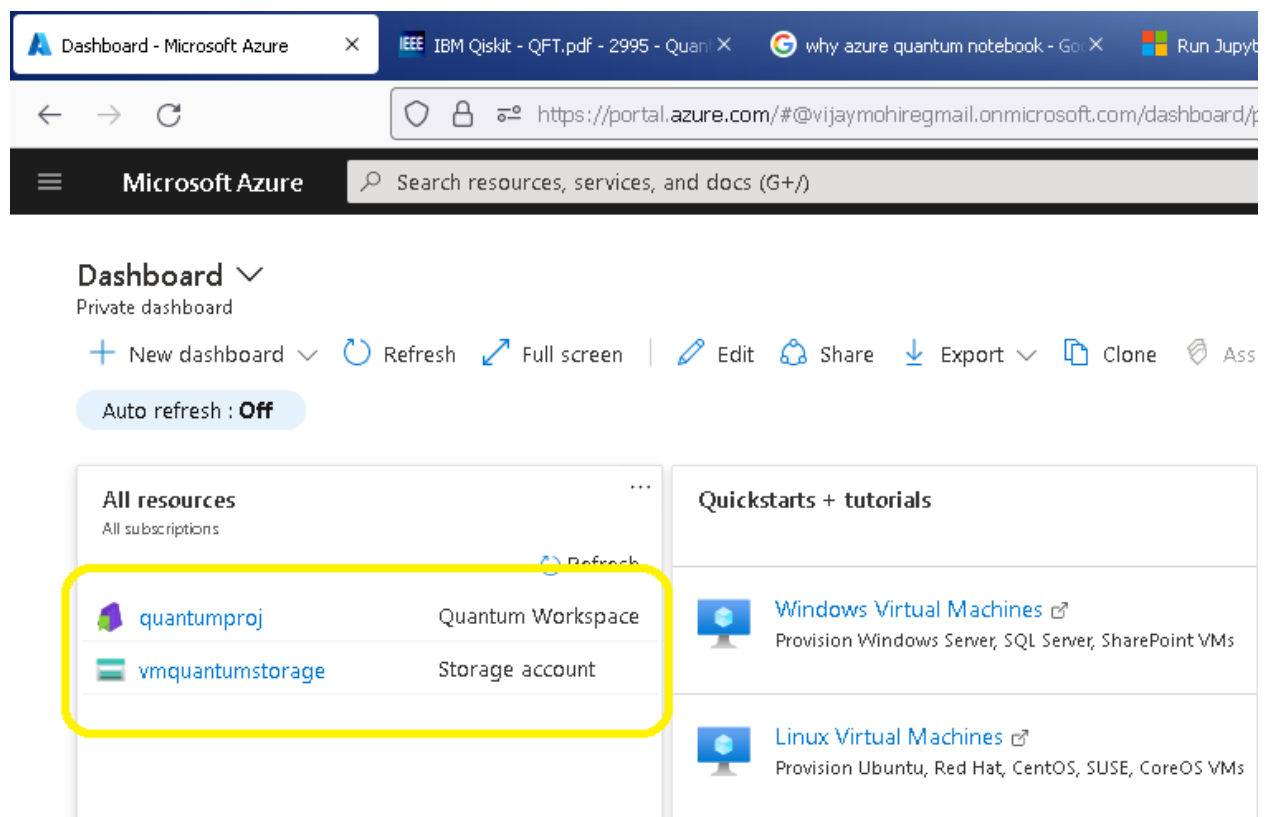 Dashboard - Microsoft Azure
IEEE IBM Qiskit - QFT.pdf - 2995 - Quan
why azure quantum notebook - Go
Run Jupyt
https://portal.azure.com/#@vijaymohiregmail.onmicrosoft.com/dashboard/p
Microsoft Azure
Search resources, services, and docs (G+/)
Dashboard
Private dashboard
New dashboard Refresh Full screen Edit Share Export Clone Ass
Auto refresh : Off
All resources
All subscriptions
Refresh
quantumproj Quantum Workspace
vmquantumstorage Storage account
Quickstarts + tutorials
Windows Virtual Machines
Provision Windows Server, SQL Server, SharePoint VMs
Linux Virtual Machines
Provision Ubuntu, Red Hat, CentOS, SUSE, CoreOS VMs